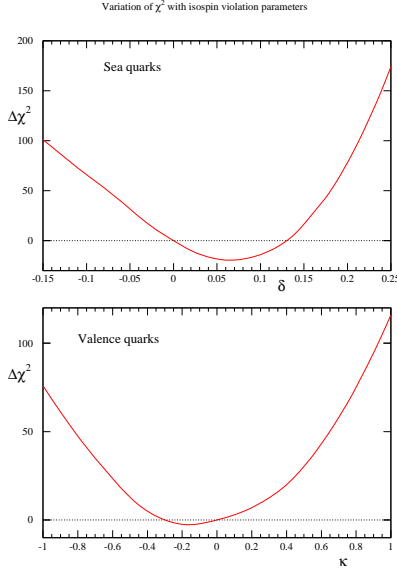 Variation of χ² with isospin violation parameters
200
Sea quarks
150
Δχ²
100
50
0
-0.15 -0.1 -0.05 0 0.05 0.1 0.15 0.2 0.25
δ
Valence quarks
100
Δχ²
50
0
-1 -0.8 -0.6 -0.4 -0.2 0 0.2 0.4 0.6 0.8 1
κ